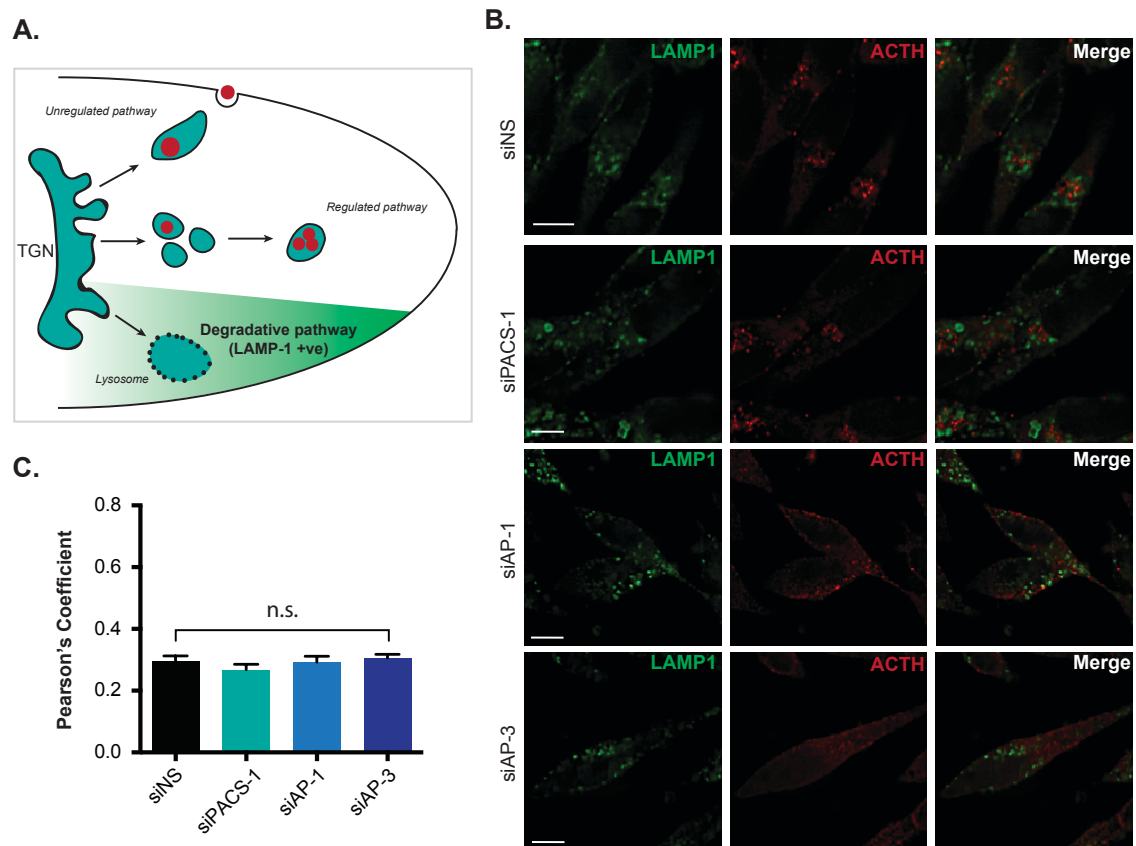 A.
Unregulated pathway
Regulated pathway
TGN
Degradative pathway
(LAMP-1 +ve)
Lysosome
B.
LAMP1 ACTH Merge
siNS
LAMP1 ACTH Merge
siPACS-1
LAMP1 ACTH Merge
siAP-1
LAMP1 ACTH Merge
siAP-3
C.
Pearson's Coefficient
0.8
0.6
0.4
0.2
0.0
n.s.
siNS
siPACS-1
siAP-1
siAP-3